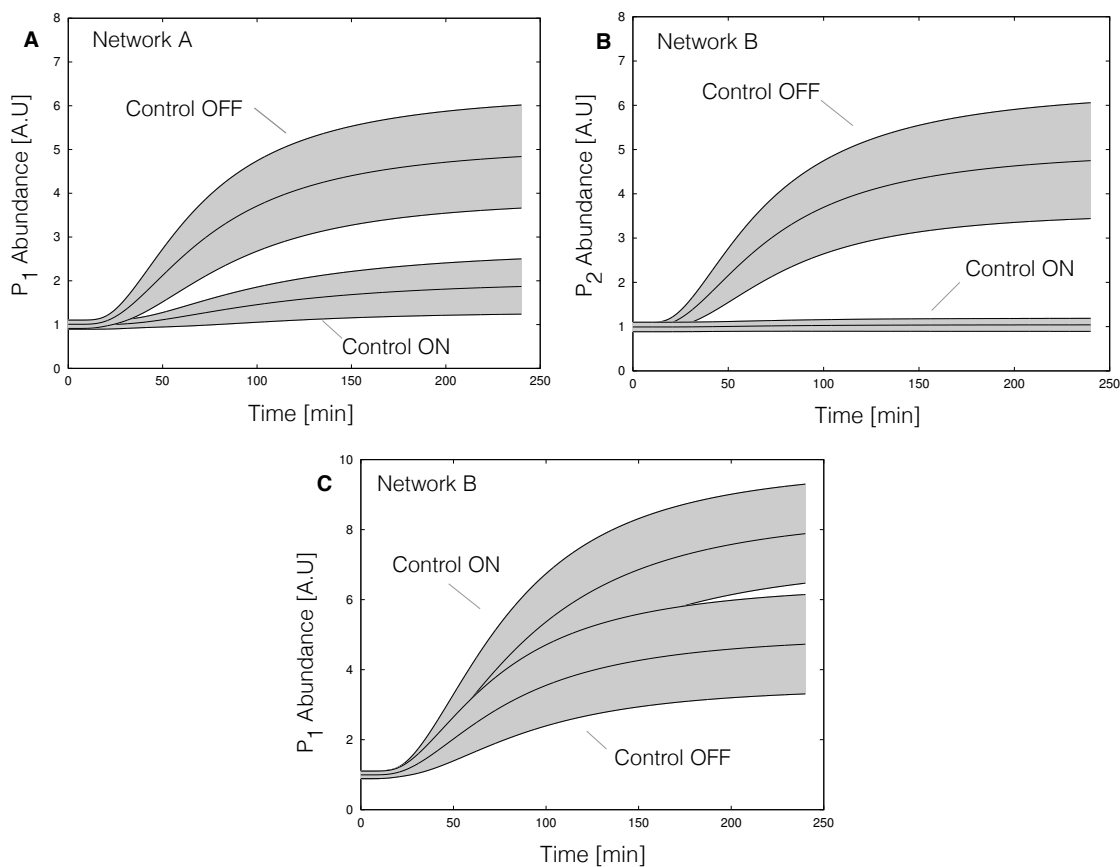 A
Network A
Control OFF
Control ON
P1 Abundance [A.U]
8
7
6
5
4
3
2
1
0
0 50 100 150 200 250
Time [min]
B
Network B
Control OFF
Control ON
P2 Abundance [A.U]
8
7
6
5
4
3
2
1
0
0 50 100 150 200 250
Time [min]
C
Network B
Control ON
Control OFF
P1 Abundance [A.U]
10
8
6
4
2
0
0 50 100 150 200 250
Time [min]